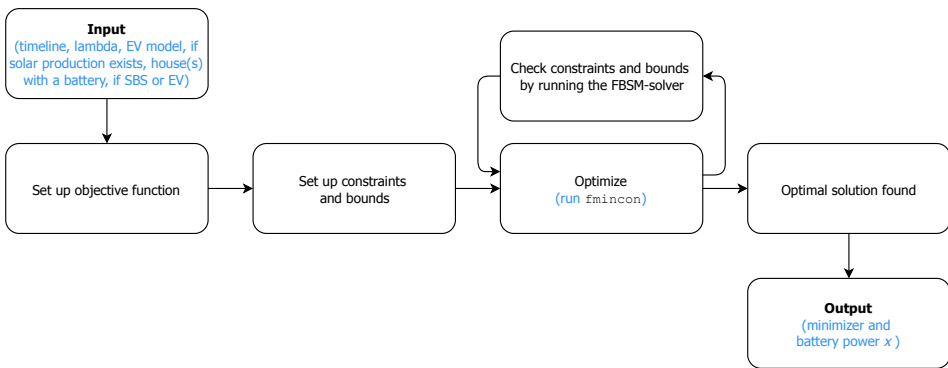 Input
(timeline, lambda, EV model, if
solar production exists, house(s)
with a battery, if SBS or EV)
Check constraints and bounds
by running the FBSM-solver
Set up objective function
Set up constraints
and bounds
Optimize
(run fmincon)
Optimal solution found
Output
(minimizer and
battery power x )